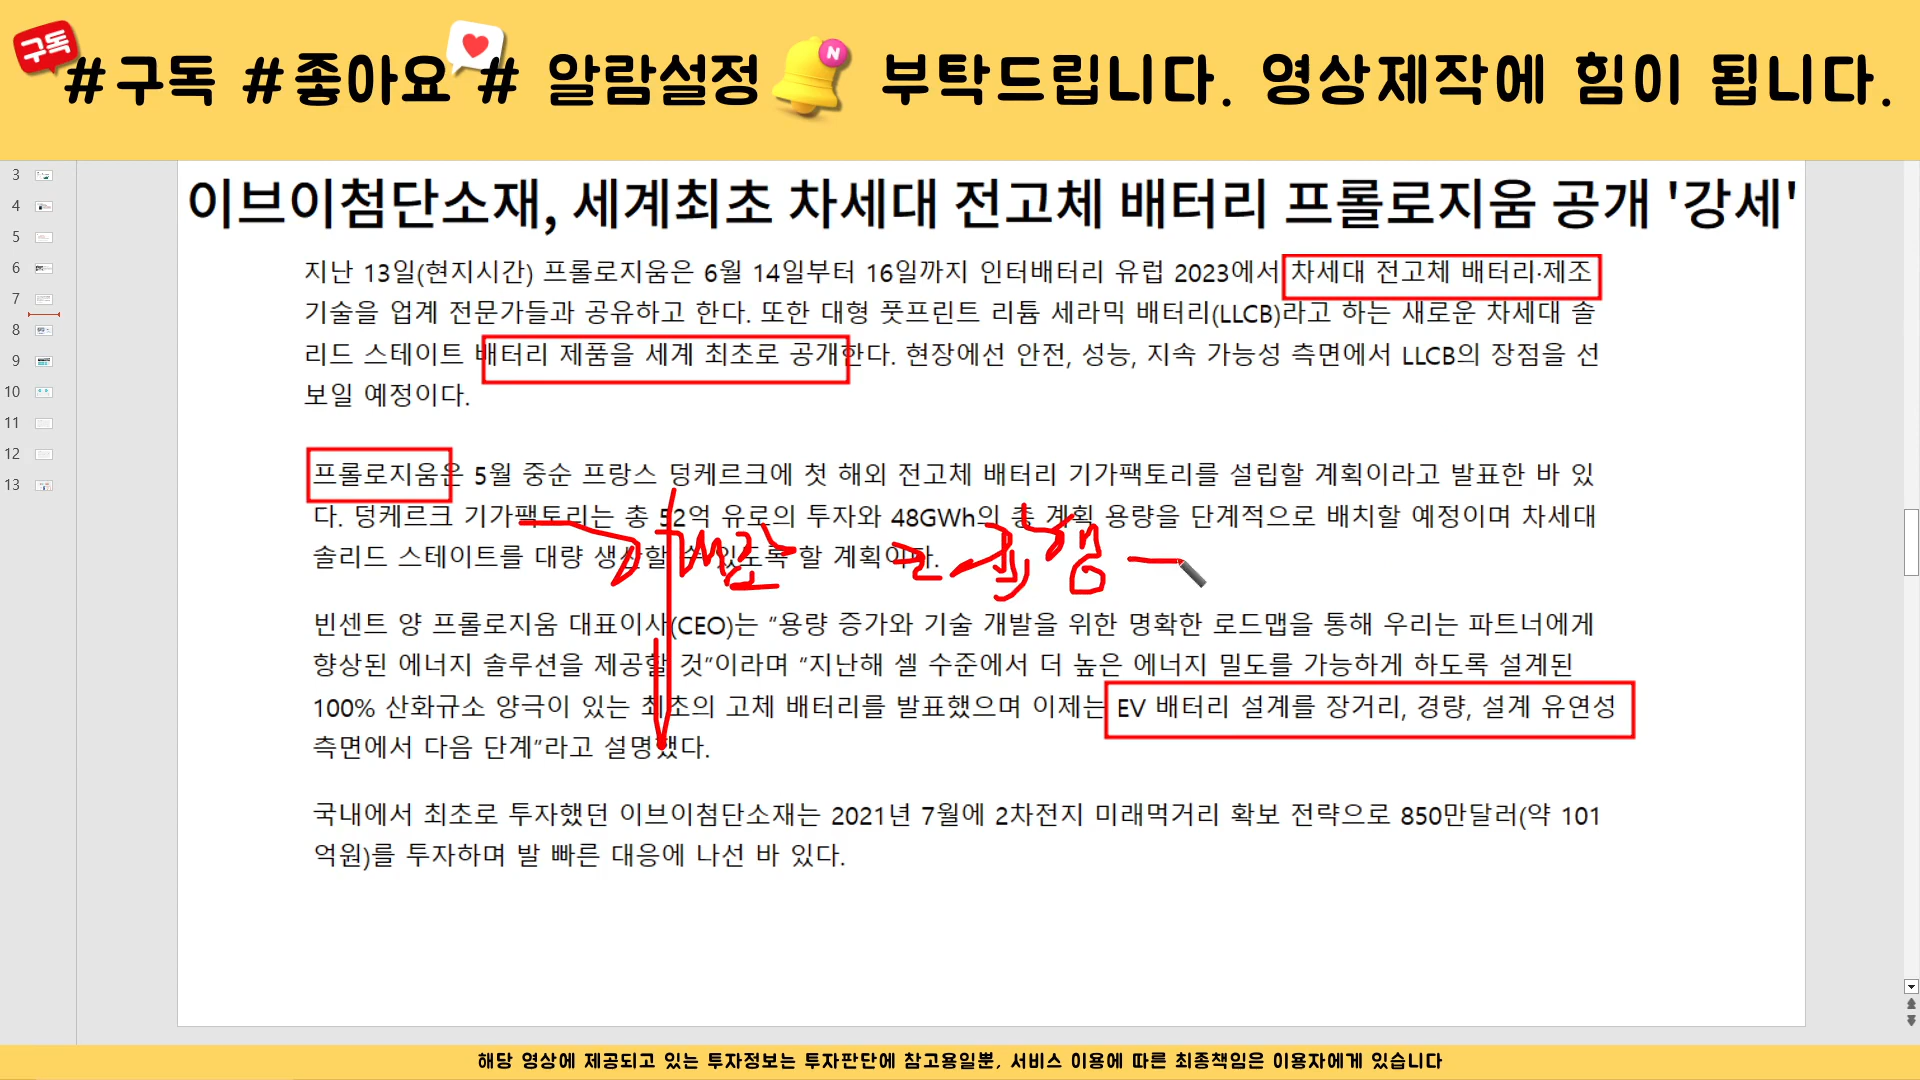 구독
#구독 #좋아요 # 알람설정 N 부탁드립니다. 영상제작에 힘이 됩니다.
3
4
5
6
7
8
9
10
11
12
13
이브이첨단소재, 세계최초 차세대 전고체 배터리 프롤로지움 공개 '강세'
지난 13일(현지시간) 프롤로지움은 6월 14일부터 16일까지 인터배터리 유럽 2023에서 차세대 전고체 배터리·제조
기술을 업계 전문가들과 공유하고 한다. 또한 대형 풋프린트 리튬 세라믹 배터리(LLCB)라고 하는 새로운 차세대 솔
리드 스테이트 배터리 제품을 세계 최초로 공개한다. 현장에선 안전, 성능, 지속 가능성 측면에서 LLCB의 장점을 선
보일 예정이다.
프롤로지움은 5월 중순 프랑스 덩케르크에 첫 해외 전고체 배터리 기가팩토리를 설립할 계획이라고 발표한 바 있
다. 덩케르크 기가팩토리는 총 52억 유로의 투자와 48GWh의 총 계획 용량을 단계적으로 배치할 예정이며 차세대
솔리드 스테이트를 대량 생산할 수 있도록 할 계획이다.
빈센트 양 프롤로지움 대표이사(CEO)는 “용량 증가와 기술 개발을 위한 명확한 로드맵을 통해 우리는 파트너에게
향상된 에너지 솔루션을 제공할 것”이라며 “지난해 셀 수준에서 더 높은 에너지 밀도를 가능하게 하도록 설계된
100% 산화규소 양극이 있는 최초의 고체 배터리를 발표했으며 이제는 EV 배터리 설계를 장거리, 경량, 설계 유연성
측면에서 다음 단계”라고 설명했다.
국내에서 최초로 투자했던 이브이첨단소재는 2021년 7월에 2차전지 미래먹거리 확보 전략으로 850만달러(약 101
억원)를 투자하며 발 빠른 대응에 나선 바 있다.
해당 영상에 제공되고 있는 투자정보는 투자판단에 참고용일뿐, 서비스 이용에 따른 최종책임은 이용자에게 있습니다